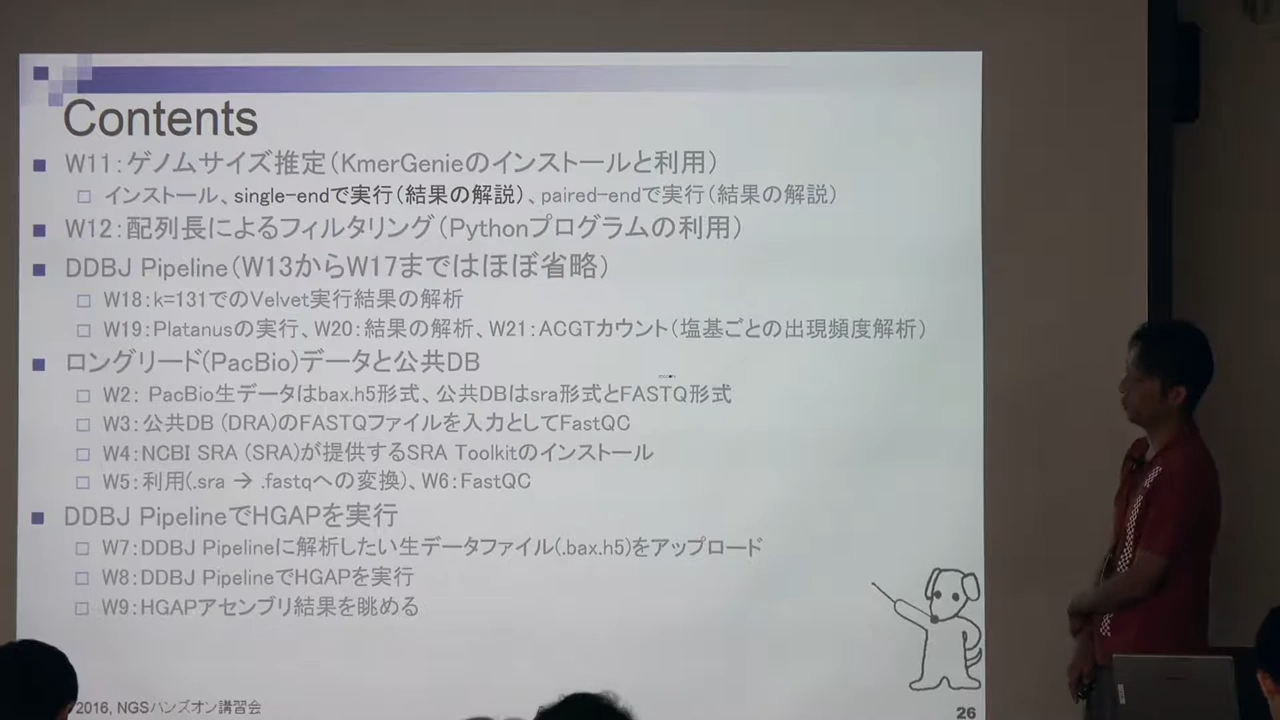 Contents
W11:ゲノムサイズ推定(KmerGenieのインストールと利用)
インストール、single-endで実行(結果の解説)、paired-endで実行(結果の解説)
W12:配列長によるフィルタリング(Pythonプログラムの利用)
DDBJ Pipeline(W13からW17まではほぼ省略)
W18:k=131でのVelvet実行結果の解析
W19:Platanusの実行、W20:結果の解析、W21:ACGTカウント(塩基ごとの出現頻度解析)
ロングリード(PacBio)データと公共DB
W2: PacBio生データはbax.h5形式、公共DBはsra形式とFASTQ形式
W3:公共DB (DRA)のFASTQファイルを入力としてFastQC
W4:NCBI SRA (SRA)が提供するSRA Toolkitのインストール
W5:利用(.sra → .fastqへの変換)、W6:FastQC
DDBJ PipelineでHGAPを実行
W7:DDBJ Pipelineに解析したい生データファイル(.bax.h5)をアップロード
W8:DDBJ PipelineでHGAPを実行
W9:HGAPアセンブリ結果を眺める
2016, NGSハンズオン講習会
26